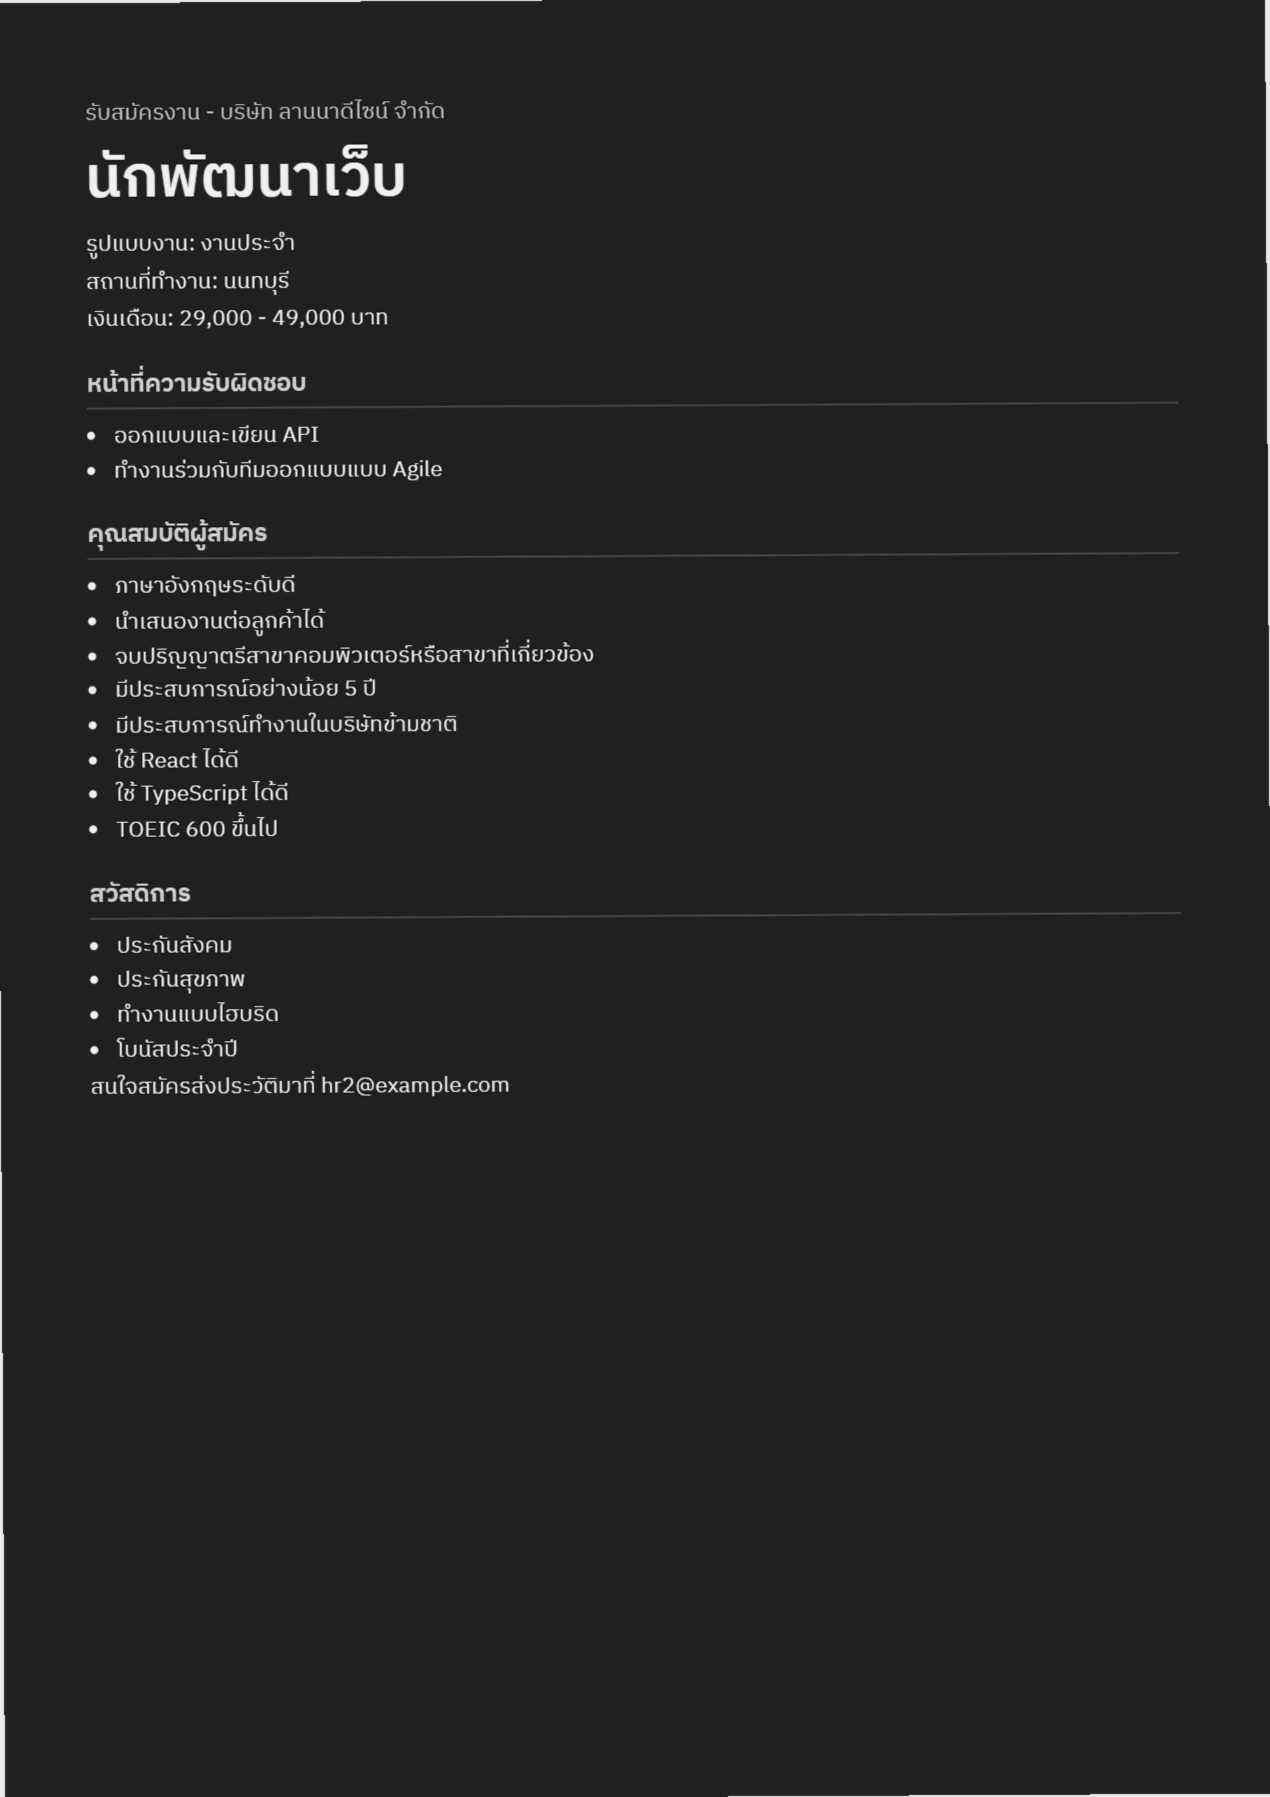 รับสมัครงาน - บริษัท ลานนาดีไซน์ จำกัด
นักพัฒนาเว็บ
รูปแบบงาน: งานประจำ
สถานที่ทำงาน: นนทบุรี
เงินเดือน: 29,000 - 49,000 บาท
หน้าที่ความรับผิดชอบ
• ออกแบบและเขียน API
• ทำงานร่วมกับทีมออกแบบแบบ Agile
คุณสมบัติผู้สมัคร
• ภาษาอังกฤษระดับดี
• นำเสนองานต่อลูกค้าได้
• จบปริญญาตรีสาขาคอมพิวเตอร์หรือสาขาที่เกี่ยวข้อง
• มีประสบการณ์อย่างน้อย 5 ปี
• มีประสบการณ์ทำงานในบริษัทข้ามชาติ
• ใช้ React ได้ดี
• ใช้ TypeScript ได้ดี
• TOEIC 600 ขึ้นไป
สวัสดิการ
• ประกันสังคม
• ประกันสุขภาพ
• ทำงานแบบไฮบริด
• โบนัสประจำปี
สนใจสมัครส่งประวัติมาที่ hr2@example.com